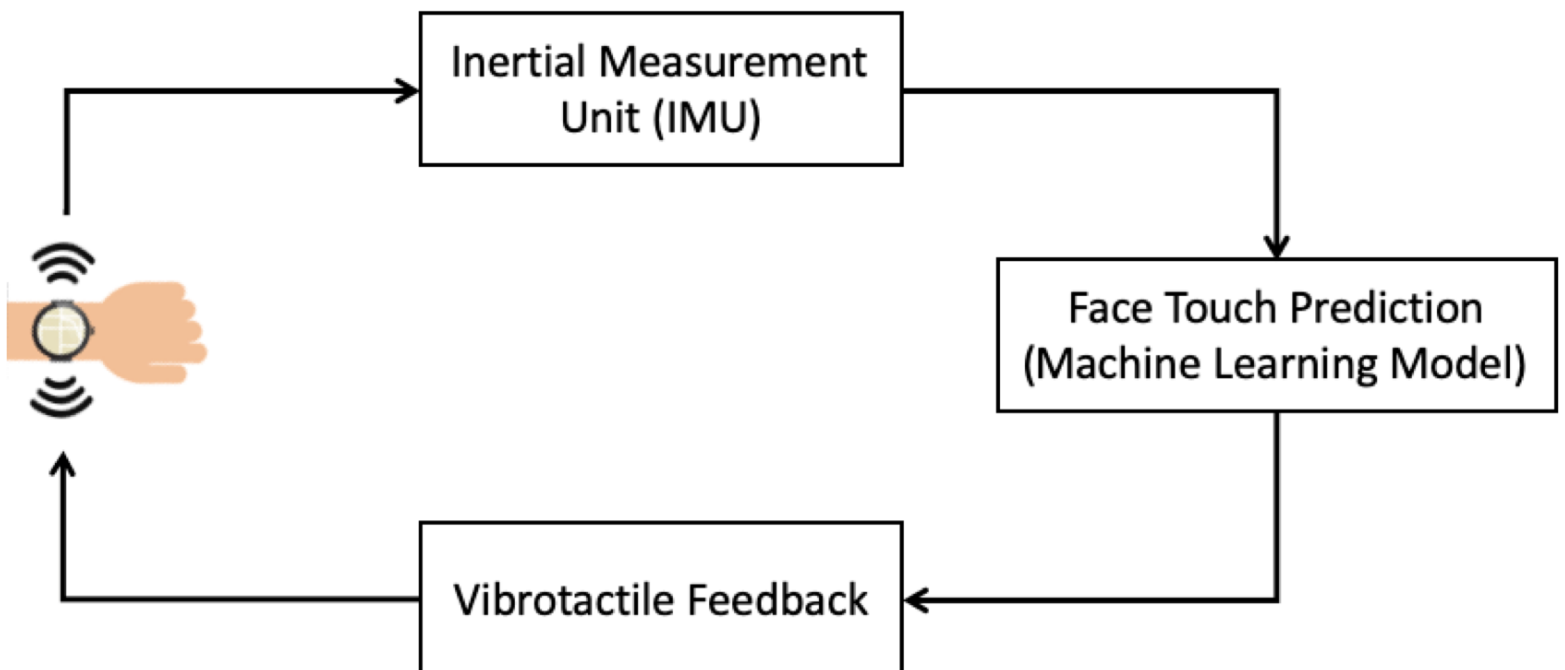 Inertial Measurement
Unit (IMU)
Face Touch Prediction
(Machine Learning Model)
Vibrotactile Feedback